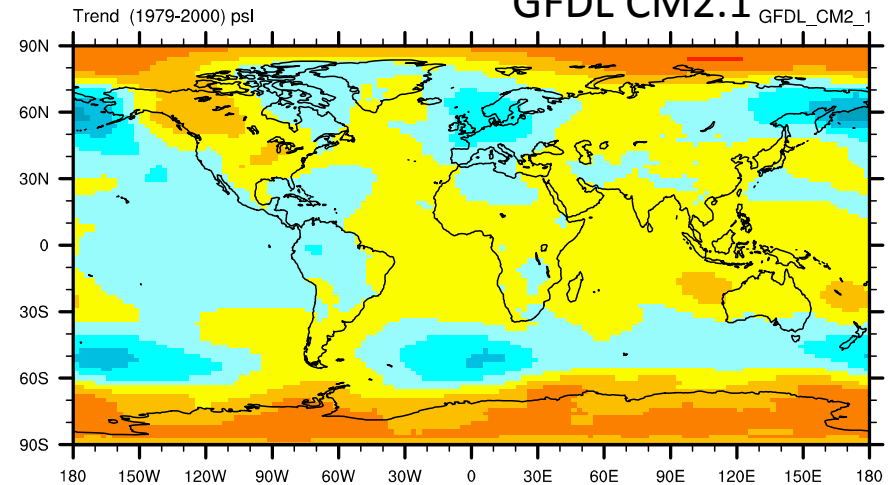 GFDL CM2.1
Trend (1979-2000) psl
GFDL_CM2_1
90N
60N
30N
0
30S
60S
90S
180 150W 120W 90W 60W 30W 0 30E 60E 90E 120E 150E 180